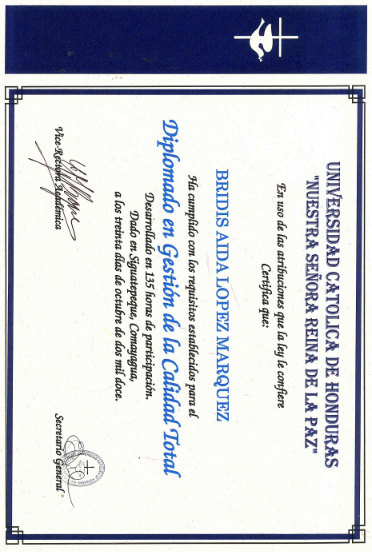 UNIVERSIDAD CATOLICA DE HONDURAS
"NUESTRA SEÑORA REINA DE LA PAZ"
En uso de las atribuciones que la ley le confiere
Certifica que:
BRIDIS AIDA LOPEZ MARQUEZ
Ha cumplido con los requisitos establecidos para el
Diplomado en Gestión de la Calidad Total
Desarrollado en 135 horas de participación.
Dado en Siguatepeque, Comayagua,
a los treinta días de octubre de dos mil doce.
Vice-Rectora Académica
Secretario General